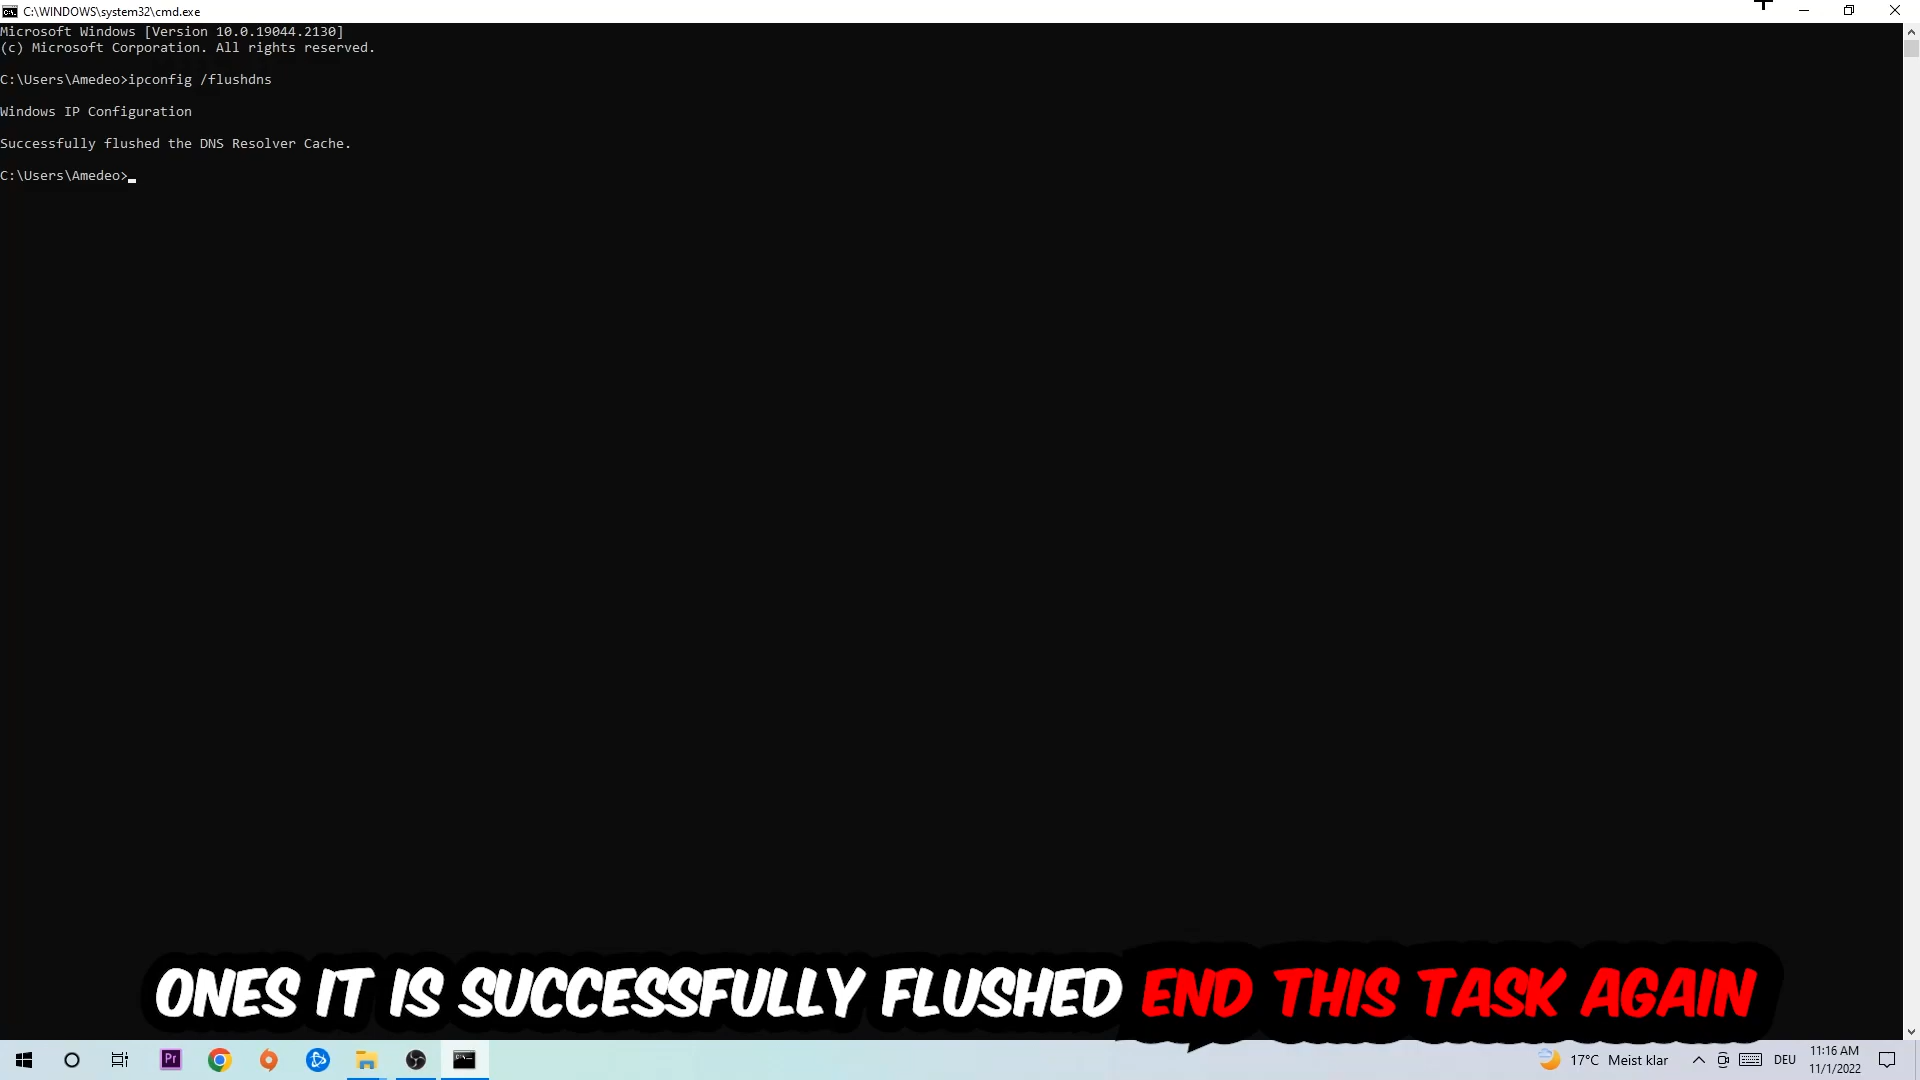 C:\WINDOWS\system32\cmd.exe
Microsoft Windows [Version 10.0.19044.2130]
(c) Microsoft Corporation. All rights reserved.
C:\Users\Amedeo>ipconfig /flushdns
Windows IP Configuration
Successfully flushed the DNS Resolver Cache.
C:\Users\Amedeo>
ONES IT IS SUCCESSFULLY FLUSHED END THIS TASK AGAIN
Pr
17°C Meist klar
DEU
11:16 AM
11/1/2022